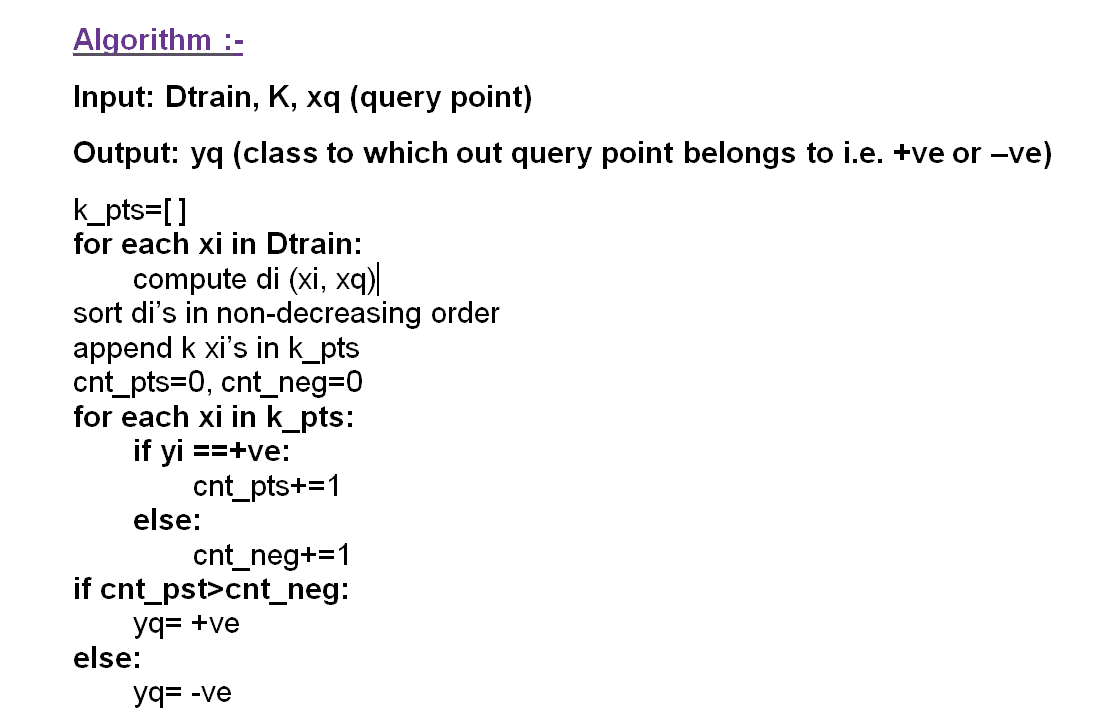 Algorithm :-
Input: Dtrain, K, xq (query point)
Output: yq (class to which out query point belongs to i.e. +ve or –ve)
k_pts=[ ]
for each xi in Dtrain:
compute di (xi, xq)
sort di’s in non-decreasing order
append k xi’s in k_pts
cnt_pts=0, cnt_neg=0
for each xi in k_pts:
if yi ==+ve:
cnt_pts+=1
else:
cnt_neg+=1
if cnt_pst>cnt_neg:
yq= +ve
else:
yq= -ve